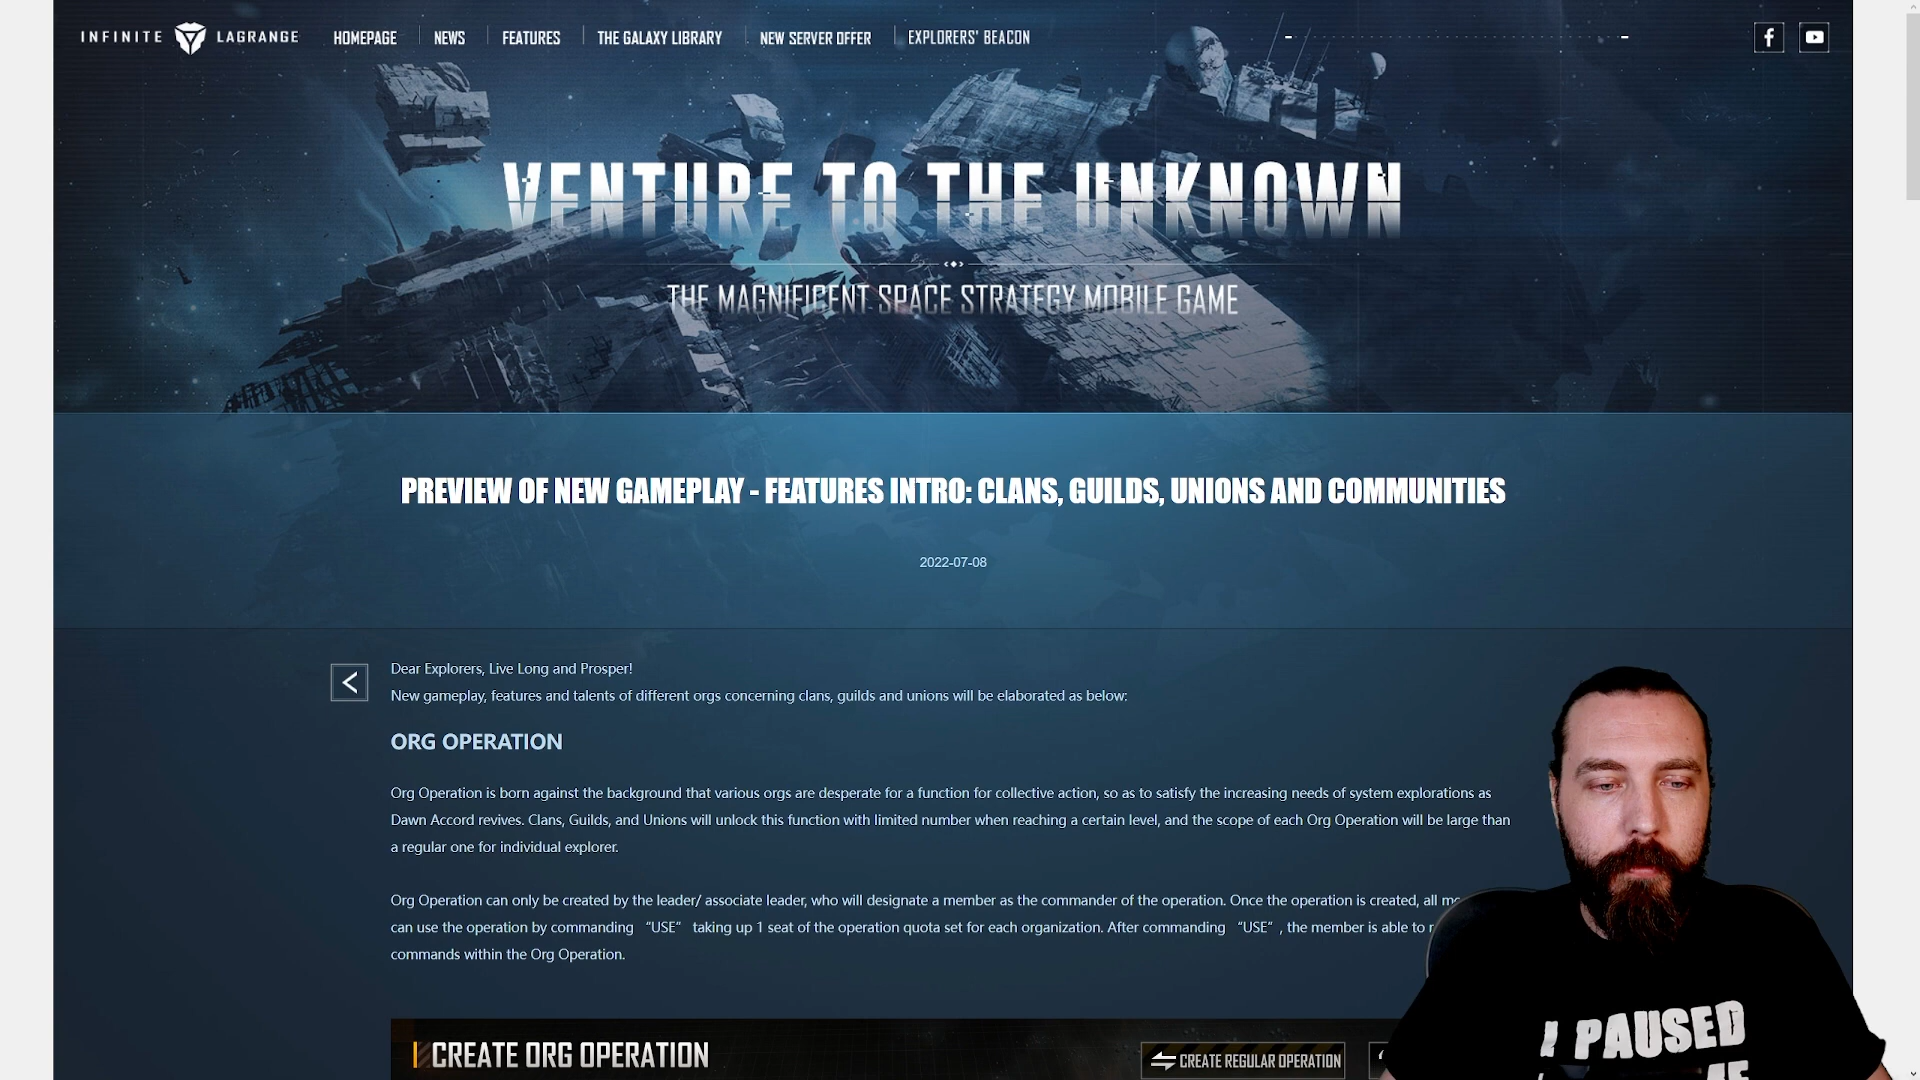 INFINITE LAGRANGE HOMEPAGE NEWS FEATURES THE GALAXY LIBRARY NEW SERVER OFFER EXPLORERS' BEACON
VENTURE TO THE UNKNOWN
THE MAGNIFICENT SPACE STRATEGY MOBILE GAME
PREVIEW OF NEW GAMEPLAY - FEATURES INTRO: CLANS, GUILDS, UNIONS AND COMMUNITIES
2022-07-08
Dear Explorers, Live Long and Prosper!
New gameplay, features and talents of different orgs concerning clans, guilds and unions will be elaborated as below:
ORG OPERATION
Org Operation is born against the background that various orgs are desperate for a function for collective action, so as to satisfy the increasing needs of system explorations as
Dawn Accord revives. Clans, Guilds, and Unions will unlock this function with limited number when reaching a certain level, and the scope of each Org Operation will be large than
a regular one for individual explorer.
Org Operation can only be created by the leader/ associate leader, who will designate a member as the commander of the operation. Once the operation is created, all
can use the operation by commanding “USE” taking up 1 seat of the operation quota set for each organization. After commanding “USE”, the member is able to
commands within the Org Operation.
CREATE ORG OPERATION
CREATE REGULAR OPERATION
I PAUSED